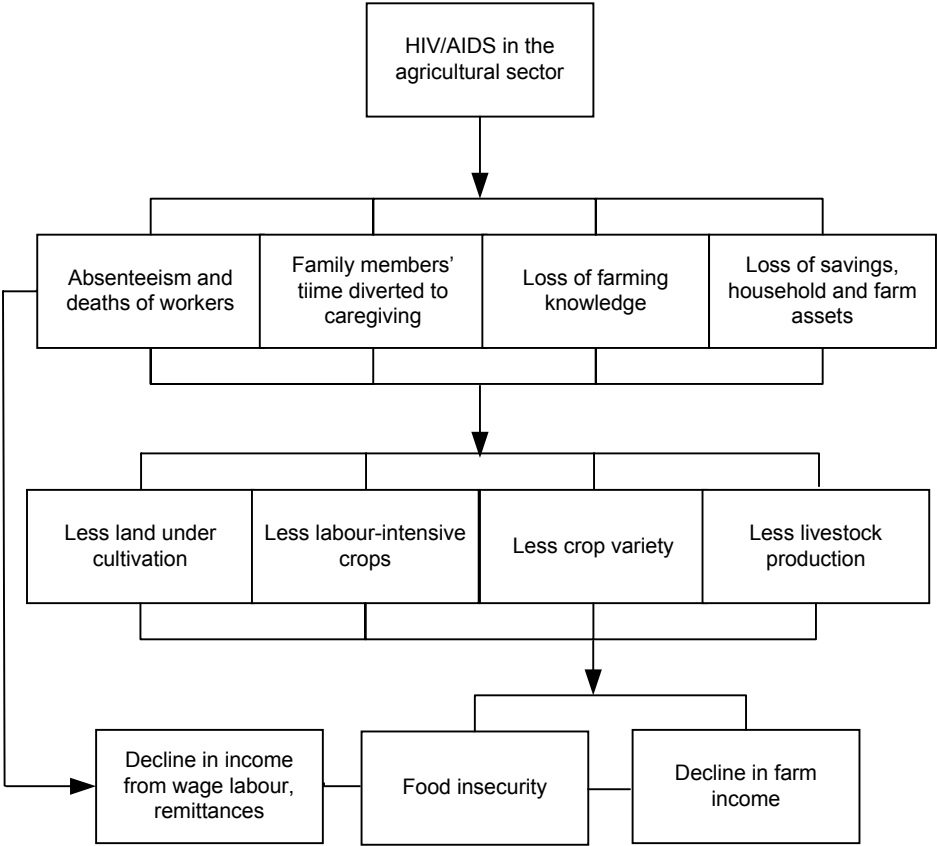 HIV/AIDS in the
agricultural sector
Absenteeism and
deaths of workers
Family members’
tiime diverted to
caregiving
Loss of farming
knowledge
Loss of savings,
household and farm
assets
Less land under
cultivation
Less labour-intensive
crops
Less crop variety
Less livestock
production
Decline in income
from wage labour,
remittances
Food insecurity
Decline in farm
income